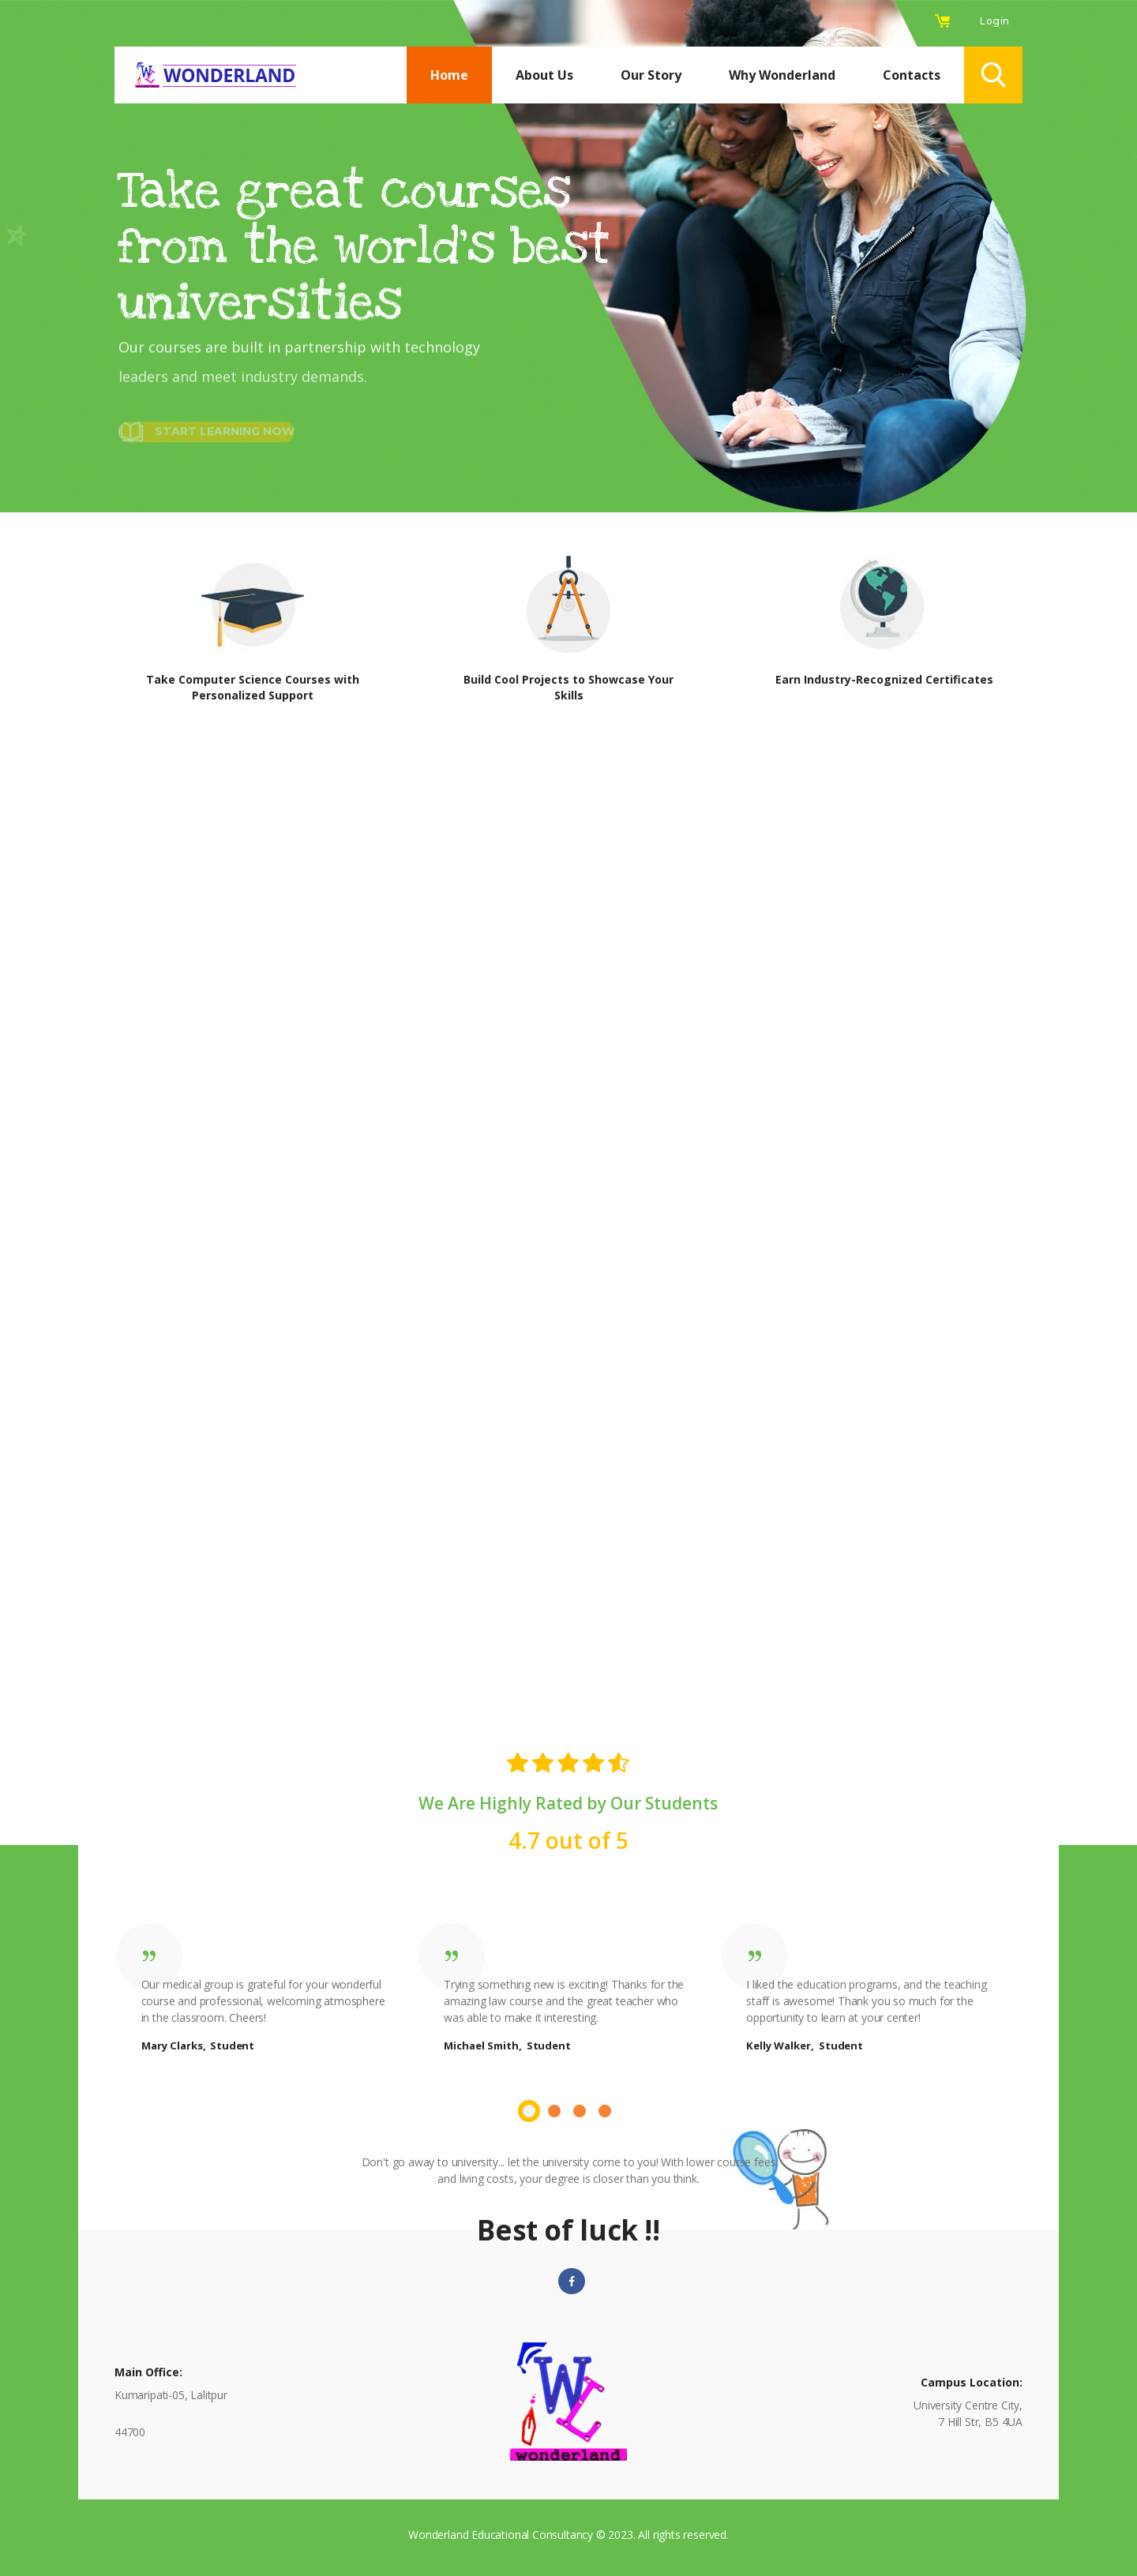 Login
WONDERLAND
Home
About Us
Our Story
Why Wonderland
Contacts
Take great courses
from the world's best
universities
Our courses are built in partnership with technology
leaders and meet industry demands.
START LEARNING NOW
Take Computer Science Courses with
Personalized Support
Build Cool Projects to Showcase Your
Skills
Earn Industry-Recognized Certificates
We Are Highly Rated by Our Students
4.7 out of 5
”
Our medical group is grateful for your wonderful
course and professional, welcoming atmosphere
in the classroom. Cheers!
Mary Clarks, Student
”
Trying something new is exciting! Thanks for the
amazing law course and the great teacher who
was able to make it interesting.
Michael Smith, Student
”
I liked the education programs, and the teaching
staff is awesome! Thank you so much for the
opportunity to learn at your center!
Kelly Walker, Student
Don't go away to university... let the university come to you! With lower course fees
and living costs, your degree is closer than you think.
Best of luck !!
f
Main Office:
Kumaripati-05, Lalitpur
44700
WL
wonderland
Campus Location:
University Centre City,
7 Hill Str, B5 4UA
Wonderland Educational Consultancy © 2023. All rights reserved.